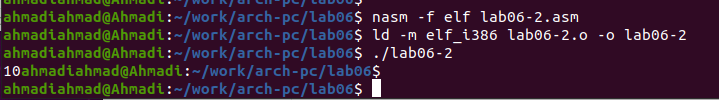 ahmadiahmad@Ahmadi:~/work/arch-pc/lab06$ nasm -f elf lab06-2.asm
ahmadiahmad@Ahmadi:~/work/arch-pc/lab06$ ld -m elf_i386 lab06-2.o -o lab06-2
ahmadiahmad@Ahmadi:~/work/arch-pc/lab06$ ./lab06-2
10ahmadiahmad@Ahmadi:~/work/arch-pc/lab06$
ahmadiahmad@Ahmadi:~/work/arch-pc/lab06$